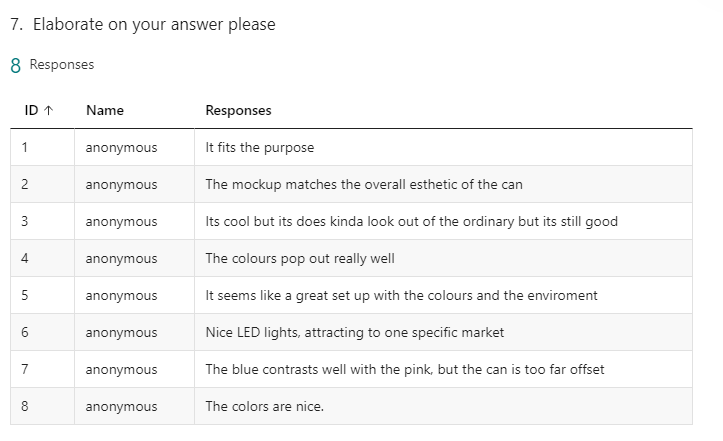 7. Elaborate on your answer please
8 Responses
ID ↑ Name Responses
1 anonymous It fits the purpose
2 anonymous The mockup matches the overall esthetic of the can
3 anonymous Its cool but its does kinda look out of the ordinary but its still good
4 anonymous The colours pop out really well
5 anonymous It seems like a great set up with the colours and the enviroment
6 anonymous Nice LED lights, attracting to one specific market
7 anonymous The blue contrasts well with the pink, but the can is too far offset
8 anonymous The colors are nice.